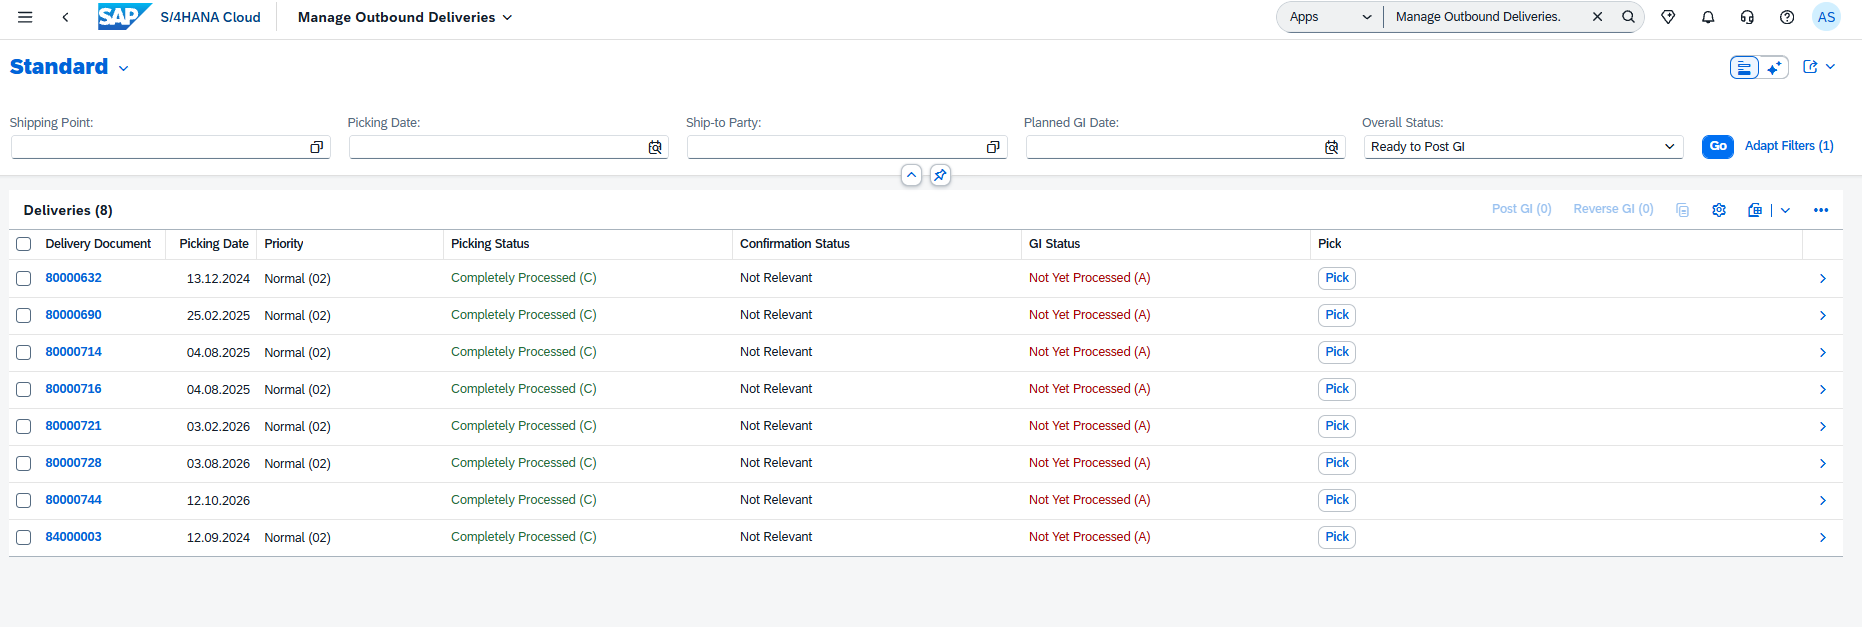 SAP S/4HANA Cloud Manage Outbound Deliveries Apps Manage Outbound Deliveries. AS
Standard
Shipping Point: Picking Date: Ship-to Party: Planned GI Date: Overall Status:
Ready to Post GI Go Adapt Filters (1)
Deliveries (8) Post GI (0) Reverse GI (0)
Delivery Document Picking Date Priority Picking Status Confirmation Status GI Status Pick
80000632 13.12.2024 Normal (02) Completely Processed (C) Not Relevant Not Yet Processed (A) Pick
80000690 25.02.2025 Normal (02) Completely Processed (C) Not Relevant Not Yet Processed (A) Pick
80000714 04.08.2025 Normal (02) Completely Processed (C) Not Relevant Not Yet Processed (A) Pick
80000716 04.08.2025 Normal (02) Completely Processed (C) Not Relevant Not Yet Processed (A) Pick
80000721 03.02.2026 Normal (02) Completely Processed (C) Not Relevant Not Yet Processed (A) Pick
80000728 03.08.2026 Normal (02) Completely Processed (C) Not Relevant Not Yet Processed (A) Pick
80000744 12.10.2026 Completely Processed (C) Not Relevant Not Yet Processed (A) Pick
84000003 12.09.2024 Normal (02) Completely Processed (C) Not Relevant Not Yet Processed (A) Pick